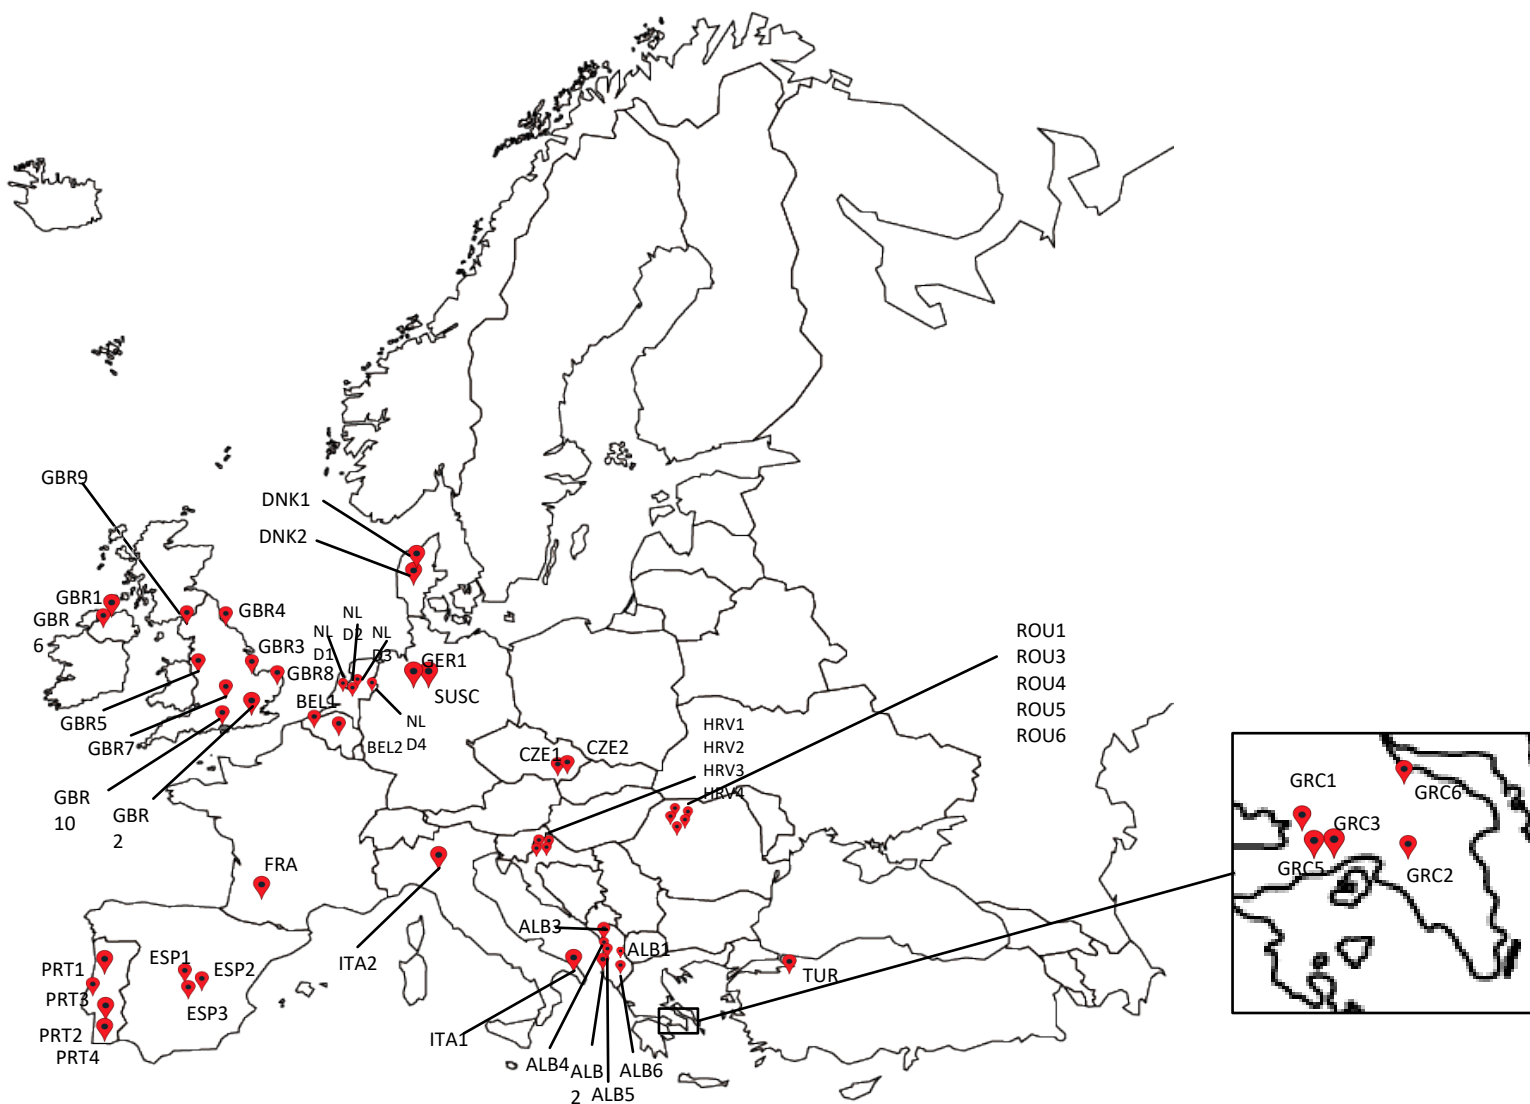 GBR9
DNK1
DNK2
GBR1
GBR
6
GBR4
GBR3
GBR8
GBR5
GBR7
GBR
10
GBR
2
NL
D1
NL
D2
NL
D3
NL
D4
GER1
SUSC
BEL1
BEL2
CZE1
CZE2
HRV1
HRV2
HRV3
HRV4
ROU1
ROU3
ROU4
ROU5
ROU6
FRA
ITA2
ITA1
PRT1
PRT3
PRT2
PRT4
ESP1
ESP2
ESP3
ALB3
ALB1
ALB4
ALB
2
ALB5
ALB6
TUR
GRC1
GRC6
GRC3
GRC5
GRC2